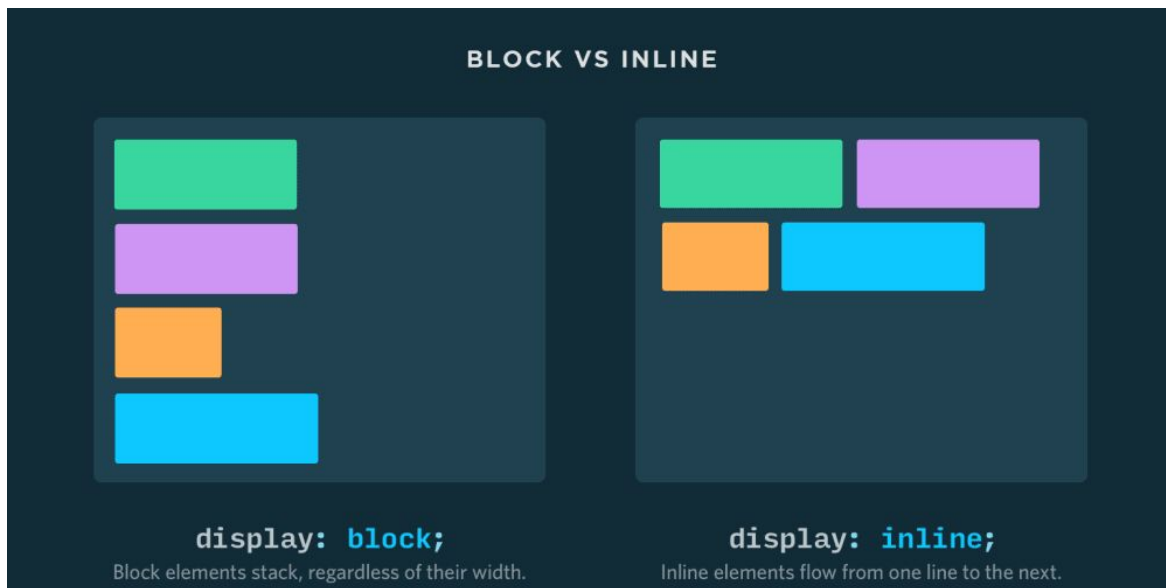 BLOCK VS INLINE
display: block;
Block elements stack, regardless of their width.
display: inline;
Inline elements flow from one line to the next.